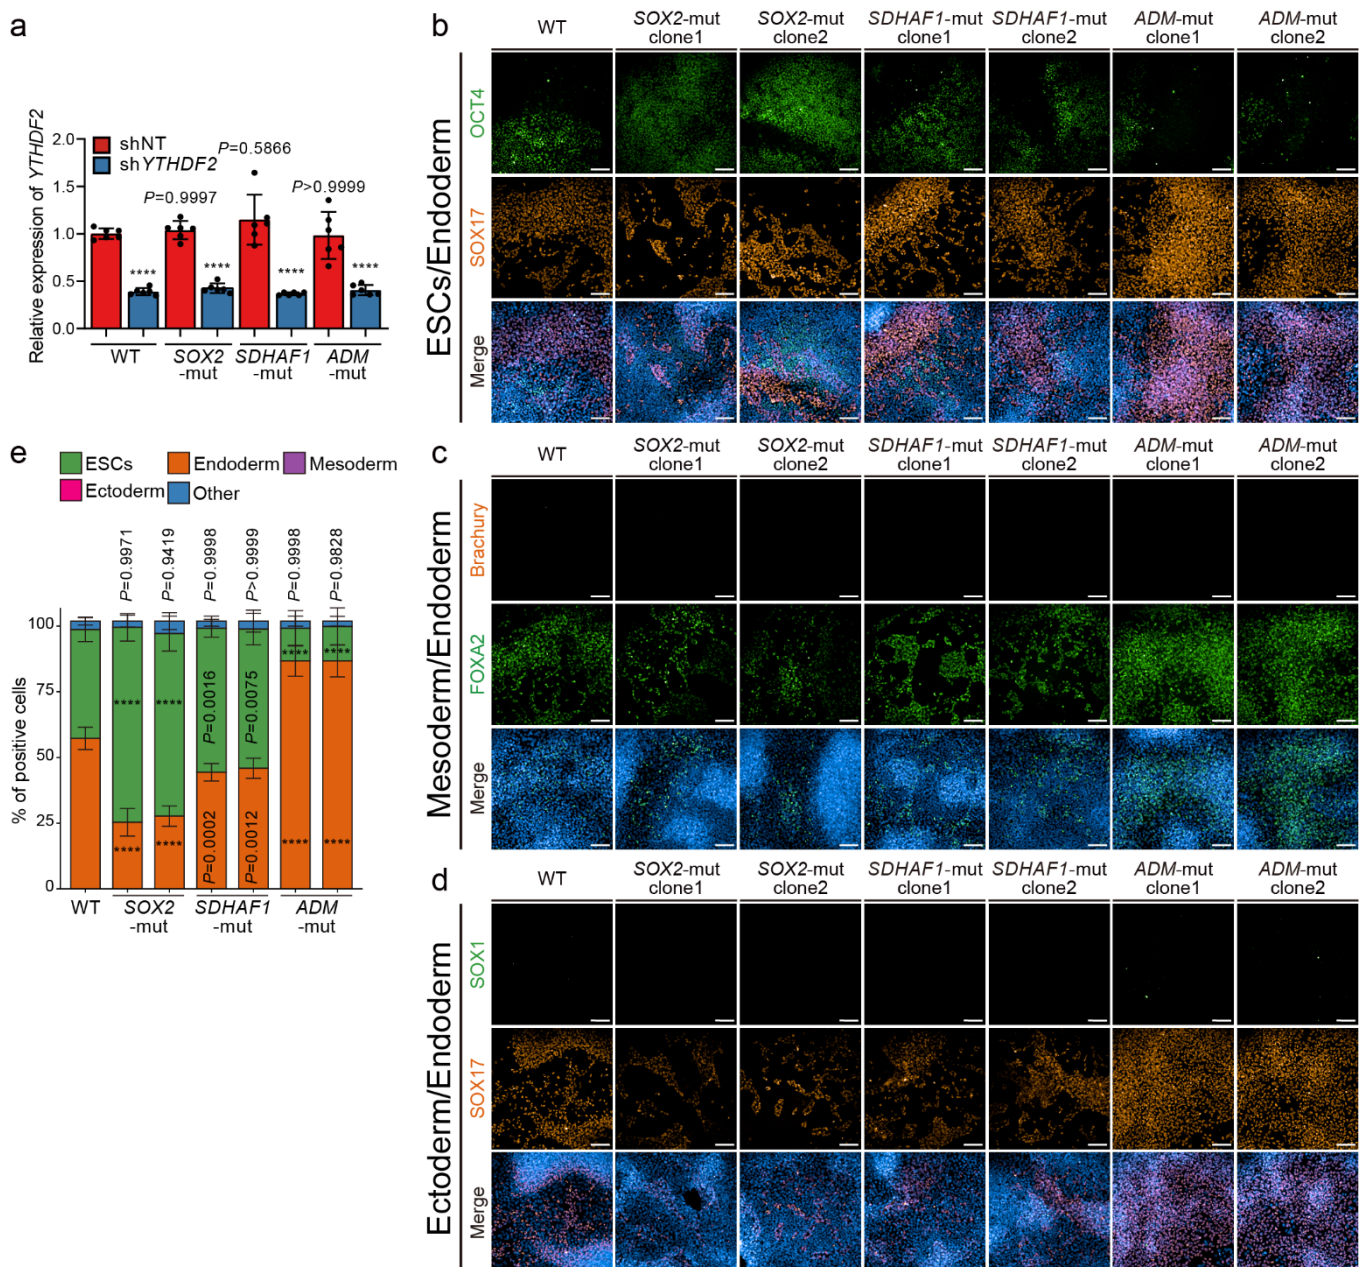 a
Relative expression of YTHDF2
2.0
1.5
1.0
0.5
0.0
shNT
shYTHDF2
P=0.5866
P=0.9997
P>0.9999
****
****
****
****
WT
SOX2
-mut
SDHAF1
-mut
ADM
-mut
b
WT
SOX2-mut
clone1
SOX2-mut
clone2
SDHAF1-mut
clone1
SDHAF1-mut
clone2
ADM-mut
clone1
ADM-mut
clone2
ESCs/Endoderm
OCT4
SOX17
Merge
c
WT
SOX2-mut
clone1
SOX2-mut
clone2
SDHAF1-mut
clone1
SDHAF1-mut
clone2
ADM-mut
clone1
ADM-mut
clone2
Mesoderm/Endoderm
Brachury
FOXA2
Merge
d
WT
SOX2-mut
clone1
SOX2-mut
clone2
SDHAF1-mut
clone1
SDHAF1-mut
clone2
ADM-mut
clone1
ADM-mut
clone2
Ectoderm/Endoderm
SOX1
SOX17
Merge
e
ESCs
Endoderm
Mesoderm
Ectoderm
Other
% of positive cells
100
75
50
25
0
P=0.9971
P=0.9419
P=0.9998
P>0.9999
P=0.9998
P=0.9828
****
****
P=0.0016
P=0.0075
****
****
****
****
P=0.0002
P=0.0012
****
****
WT
SOX2
-mut
SDHAF1
-mut
ADM
-mut